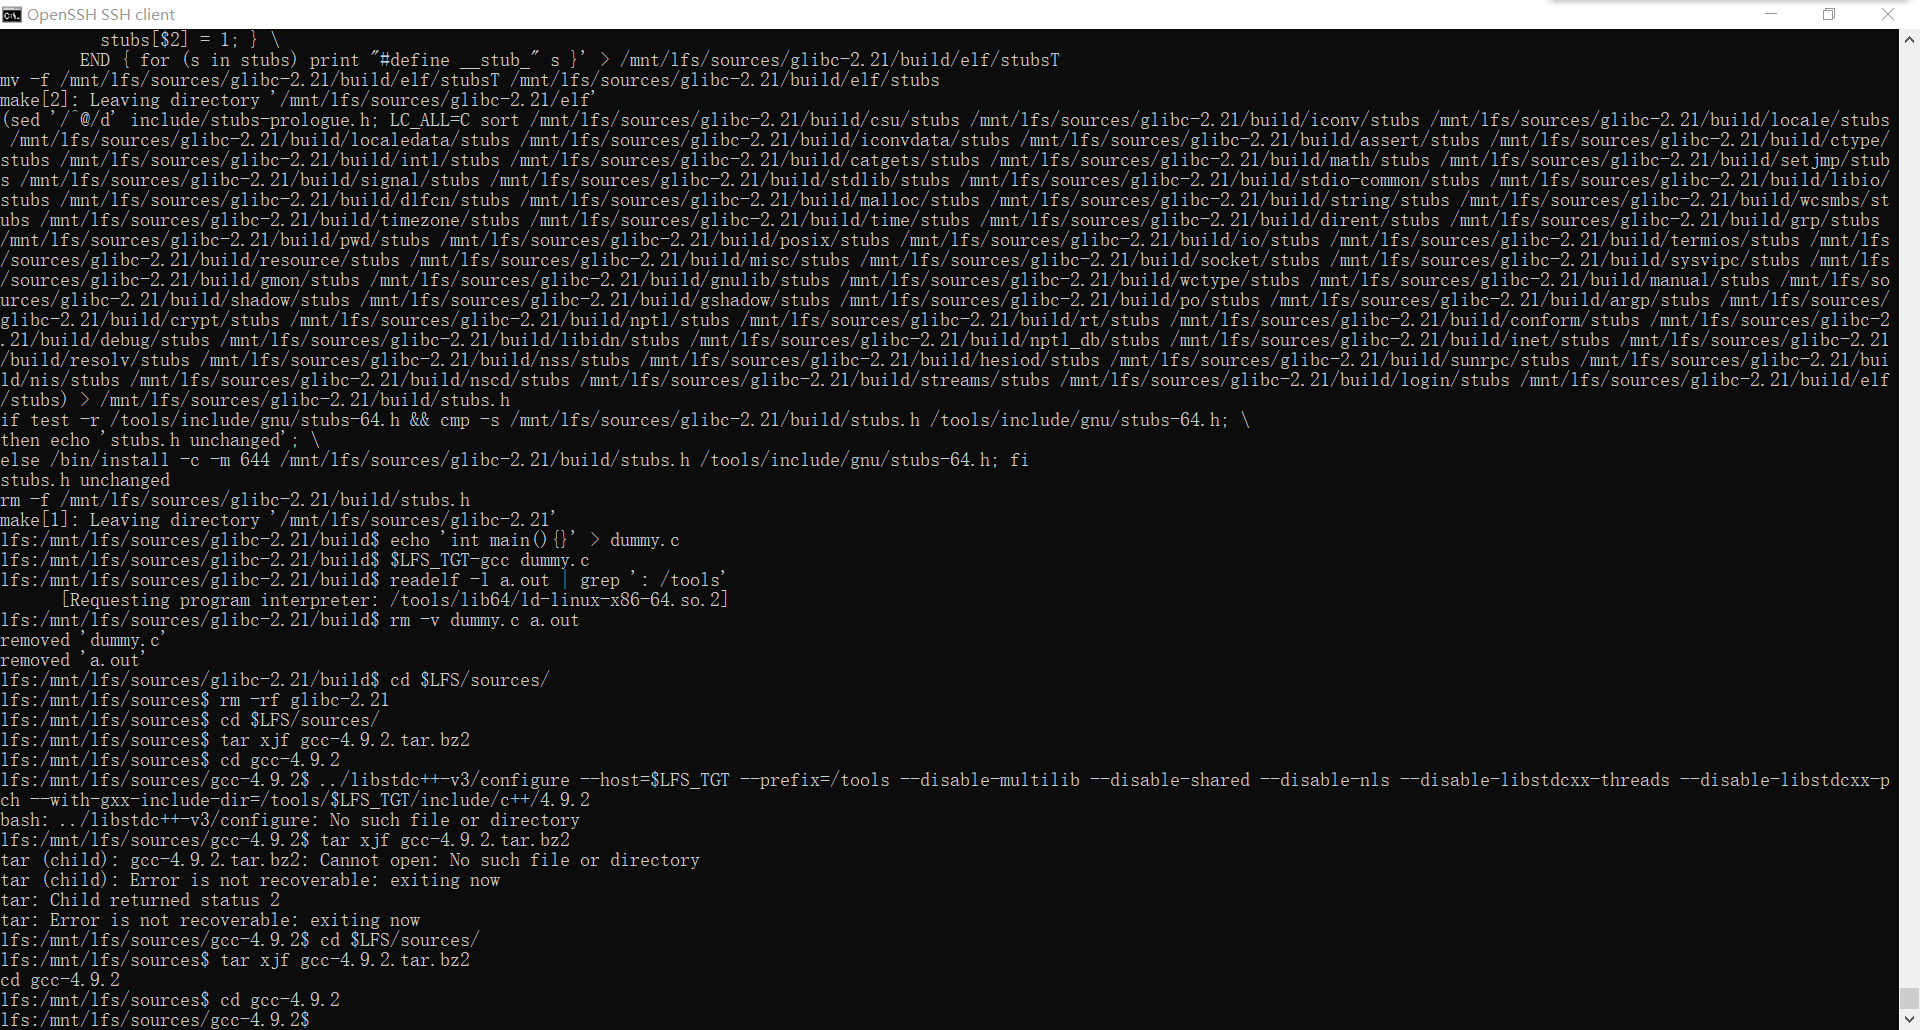 OpenSSH SSH client
          stubs[$2] = 1; } \
        END { for (s in stubs) print "#define __stub_" s }' > /mnt/lfs/sources/glibc-2.21/build/elf/stubsT
mv -f /mnt/lfs/sources/glibc-2.21/build/elf/stubsT /mnt/lfs/sources/glibc-2.21/build/elf/stubs
make[2]: Leaving directory '/mnt/lfs/sources/glibc-2.21/elf'
(sed '/^@/d' include/stubs-prologue.h; LC_ALL=C sort /mnt/lfs/sources/glibc-2.21/build/csu/stubs /mnt/lfs/sources/glibc-2.21/build/iconv/stubs /mnt/lfs/sources/glibc-2.21/build/locale/stubs
 /mnt/lfs/sources/glibc-2.21/build/localedata/stubs /mnt/lfs/sources/glibc-2.21/build/iconvdata/stubs /mnt/lfs/sources/glibc-2.21/build/assert/stubs /mnt/lfs/sources/glibc-2.21/build/ctype/
stubs /mnt/lfs/sources/glibc-2.21/build/intl/stubs /mnt/lfs/sources/glibc-2.21/build/catgets/stubs /mnt/lfs/sources/glibc-2.21/build/math/stubs /mnt/lfs/sources/glibc-2.21/build/setjmp/stub
s /mnt/lfs/sources/glibc-2.21/build/signal/stubs /mnt/lfs/sources/glibc-2.21/build/stdlib/stubs /mnt/lfs/sources/glibc-2.21/build/stdio-common/stubs /mnt/lfs/sources/glibc-2.21/build/libio/
stubs /mnt/lfs/sources/glibc-2.21/build/dlfcn/stubs /mnt/lfs/sources/glibc-2.21/build/malloc/stubs /mnt/lfs/sources/glibc-2.21/build/string/stubs /mnt/lfs/sources/glibc-2.21/build/wcsmbs/st
ubs /mnt/lfs/sources/glibc-2.21/build/timezone/stubs /mnt/lfs/sources/glibc-2.21/build/time/stubs /mnt/lfs/sources/glibc-2.21/build/dirent/stubs /mnt/lfs/sources/glibc-2.21/build/grp/stubs 
/mnt/lfs/sources/glibc-2.21/build/pwd/stubs /mnt/lfs/sources/glibc-2.21/build/posix/stubs /mnt/lfs/sources/glibc-2.21/build/io/stubs /mnt/lfs/sources/glibc-2.21/build/termios/stubs /mnt/lfs
/sources/glibc-2.21/build/resource/stubs /mnt/lfs/sources/glibc-2.21/build/misc/stubs /mnt/lfs/sources/glibc-2.21/build/socket/stubs /mnt/lfs/sources/glibc-2.21/build/sysvipc/stubs /mnt/lfs
/sources/glibc-2.21/build/gmon/stubs /mnt/lfs/sources/glibc-2.21/build/gnulib/stubs /mnt/lfs/sources/glibc-2.21/build/wctype/stubs /mnt/lfs/sources/glibc-2.21/build/manual/stubs /mnt/lfs/so
urces/glibc-2.21/build/shadow/stubs /mnt/lfs/sources/glibc-2.21/build/gshadow/stubs /mnt/lfs/sources/glibc-2.21/build/po/stubs /mnt/lfs/sources/glibc-2.21/build/argp/stubs /mnt/lfs/sources/
glibc-2.21/build/crypt/stubs /mnt/lfs/sources/glibc-2.21/build/nptl/stubs /mnt/lfs/sources/glibc-2.21/build/rt/stubs /mnt/lfs/sources/glibc-2.21/build/conform/stubs /mnt/lfs/sources/glibc-2
.21/build/debug/stubs /mnt/lfs/sources/glibc-2.21/build/libidn/stubs /mnt/lfs/sources/glibc-2.21/build/nptl_db/stubs /mnt/lfs/sources/glibc-2.21/build/inet/stubs /mnt/lfs/sources/glibc-2.21
/build/resolv/stubs /mnt/lfs/sources/glibc-2.21/build/nss/stubs /mnt/lfs/sources/glibc-2.21/build/hesiod/stubs /mnt/lfs/sources/glibc-2.21/build/sunrpc/stubs /mnt/lfs/sources/glibc-2.21/bui
ld/nis/stubs /mnt/lfs/sources/glibc-2.21/build/nscd/stubs /mnt/lfs/sources/glibc-2.21/build/streams/stubs /mnt/lfs/sources/glibc-2.21/build/login/stubs /mnt/lfs/sources/glibc-2.21/build/elf
/stubs) > /mnt/lfs/sources/glibc-2.21/build/stubs.h
if test -r /tools/include/gnu/stubs-64.h && cmp -s /mnt/lfs/sources/glibc-2.21/build/stubs.h /tools/include/gnu/stubs-64.h; \
then echo 'stubs.h unchanged'; \
else /bin/install -c -m 644 /mnt/lfs/sources/glibc-2.21/build/stubs.h /tools/include/gnu/stubs-64.h; fi
stubs.h unchanged
rm -f /mnt/lfs/sources/glibc-2.21/build/stubs.h
make[1]: Leaving directory '/mnt/lfs/sources/glibc-2.21'
lfs:/mnt/lfs/sources/glibc-2.21/build$ echo 'int main(){}' > dummy.c
lfs:/mnt/lfs/sources/glibc-2.21/build$ $LFS_TGT-gcc dummy.c
lfs:/mnt/lfs/sources/glibc-2.21/build$ readelf -l a.out | grep ': /tools'
      [Requesting program interpreter: /tools/lib64/ld-linux-x86-64.so.2]
lfs:/mnt/lfs/sources/glibc-2.21/build$ rm -v dummy.c a.out
removed 'dummy.c'
removed 'a.out'
lfs:/mnt/lfs/sources/glibc-2.21/build$ cd $LFS/sources/
lfs:/mnt/lfs/sources$ rm -rf glibc-2.21
lfs:/mnt/lfs/sources$ cd $LFS/sources/
lfs:/mnt/lfs/sources$ tar xjf gcc-4.9.2.tar.bz2
lfs:/mnt/lfs/sources$ cd gcc-4.9.2
lfs:/mnt/lfs/sources/gcc-4.9.2$ ../libstdc++-v3/configure --host=$LFS_TGT --prefix=/tools --disable-multilib --disable-shared --disable-nls --disable-libstdcxx-threads --disable-libstdcxx-p
ch --with-gxx-include-dir=/tools/$LFS_TGT/include/c++/4.9.2
bash: ../libstdc++-v3/configure: No such file or directory
lfs:/mnt/lfs/sources/gcc-4.9.2$ tar xjf gcc-4.9.2.tar.bz2
tar (child): gcc-4.9.2.tar.bz2: Cannot open: No such file or directory
tar (child): Error is not recoverable: exiting now
tar: Child returned status 2
tar: Error is not recoverable: exiting now
lfs:/mnt/lfs/sources/gcc-4.9.2$ cd $LFS/sources/
lfs:/mnt/lfs/sources$ tar xjf gcc-4.9.2.tar.bz2
cd gcc-4.9.2
lfs:/mnt/lfs/sources$ cd gcc-4.9.2
lfs:/mnt/lfs/sources/gcc-4.9.2$